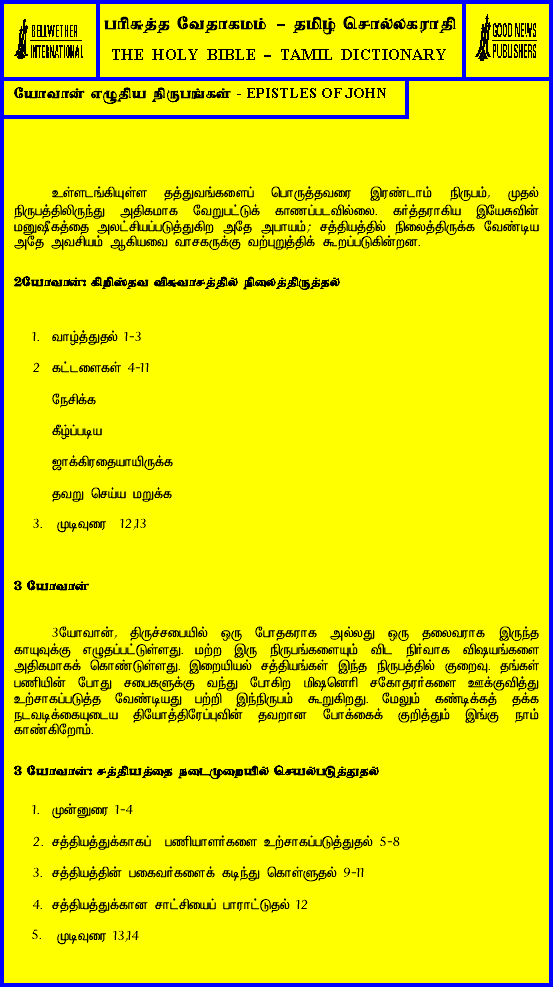 BELLWETHER
INTERNATIONAL
பரிசுத்த வேதாகமம் – தமிழ் சொல்லகராதி
THE HOLY BIBLE – TAMIL DICTIONARY
GOOD NEWS
PUBLISHERS
யோவான் எழுதிய நிருபங்கள் - EPISTLES OF JOHN
உள்ளடங்கியுள்ள தத்துவங்களைப் பொருத்தவரை இரண்டாம் நிருபம், முதல்
நிருபத்திலிருந்து அதிகமாக வேறுபட்டுக் காணப்படவில்லை. கர்த்தராகிய இயேசுவின்
மனுஷீகத்தை அலட்சியப்படுத்துகிற அதே அபாயம்; சத்தியத்தில் நிலைத்திருக்க வேண்டிய
அதே அவசியம் ஆகியவை வாசகருக்கு வற்புறுத்திக் கூறப்படுகின்றன.
2யோவான்: கிறிஸ்தவ விசுவாசத்தில் நிலைத்திருத்தல்
1. வாழ்த்துதல் 1-3
2 கட்டளைகள் 4-11
நேசிக்க
கீழ்ப்படிய
ஜாக்கிரதையாயிருக்க
தவறு செய்ய மறுக்க
3. முடிவுரை 12,13
3 யோவான்
3யோவான், திருச்சபையில் ஒரு போதகராக அல்லது ஒரு தலைவராக இருந்த
காயுவுக்கு எழுதப்பட்டுள்ளது. மற்ற இரு நிருபங்களையும் விட நிர்வாக விஷயங்களை
அதிகமாகக் கொண்டுள்ளது. இறையியல் சத்தியங்கள் இந்த நிருபத்தில் குறைவு. தங்கள்
பணியின் போது சபைகளுக்கு வந்து போகிற மிஷனெரி சகோதரர்களை ஊக்குவித்து
உற்சாகப்படுத்த வேண்டியது பற்றி இந்நிருபம் கூறுகிறது. மேலும் கண்டிக்கத் தக்க
நடவடிக்கையுடைய தியோத்திரேப்புவின் தவறான போக்கைக் குறித்தும் இங்கு நாம்
காண்கிறோம்.
3 யோவான்: சத்தியத்தை நடைமுறையில் செயல்படுத்துதல்
1. முன்னுரை 1-4
2. சத்தியத்துக்காகப் பணியாளர்களை உற்சாகப்படுத்துதல் 5-8
3. சத்தியத்தின் பகைவர்களைக் கடிந்து கொள்ளுதல் 9-11
4. சத்தியத்துக்கான சாட்சியைப் பாராட்டுதல் 12
5. முடிவுரை 13,14